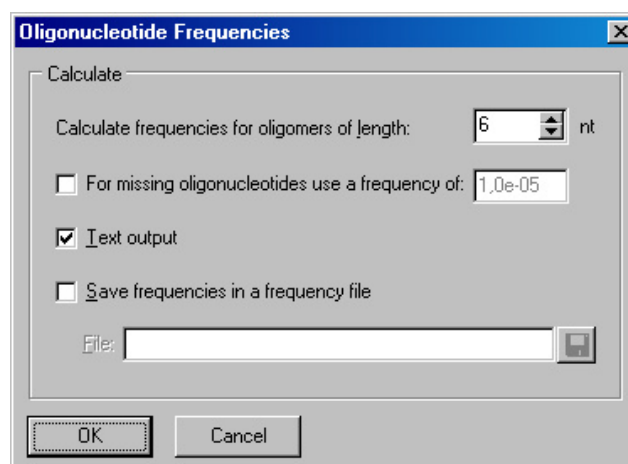 Oligonucleotide Frequencies
Calculate
Calculate frequencies for oligomers of length: 6 nt
For missing oligonucleotides use a frequency of: 1,0e-05
Text output
Save frequencies in a frequency file
File:
OK Cancel